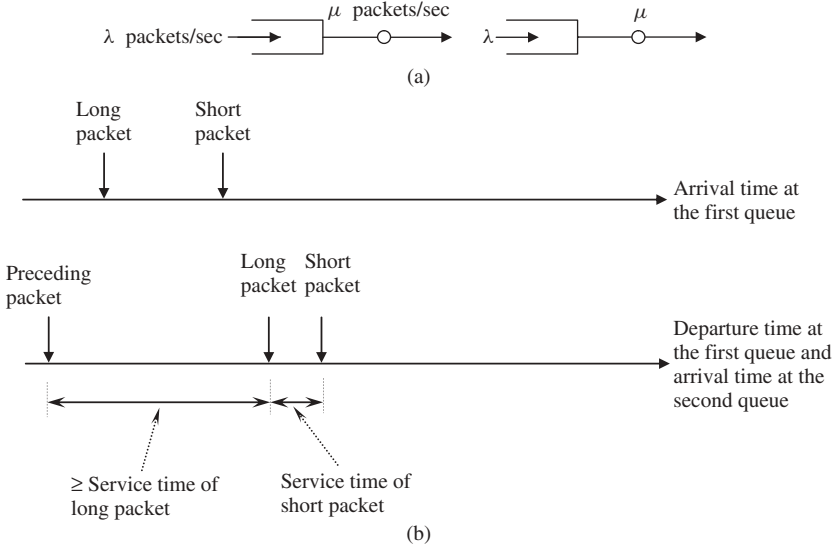 μ packets/sec
λ packets/sec
λ
μ
(a)
Long
packet
Short
packet
Arrival time at
the first queue
Preceding
packet
Long
packet
Short
packet
Departure time at
the first queue and
arrival time at the
second queue
≥ Service time of
long packet
Service time of
short packet
(b)